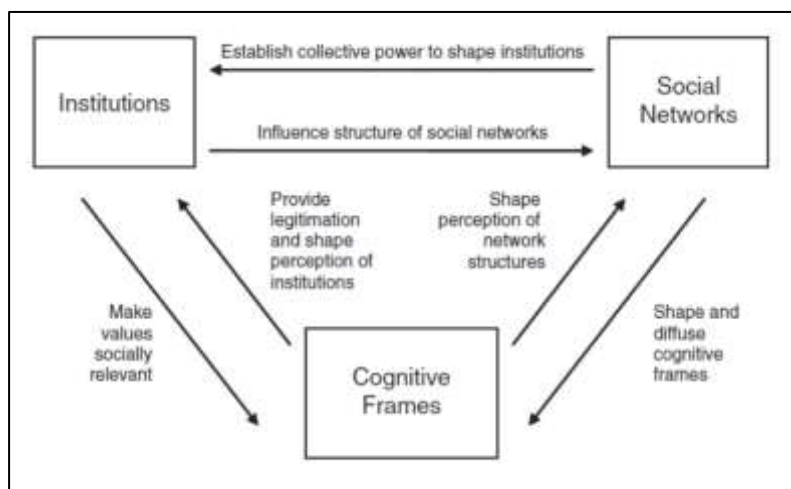 Establish collective power to shape institutions
Institutions
Social
Networks
Influence structure of social networks
Provide
legitimation
and shape
perception of
institutions
Shape
perception of
network
structures
Make
values
socially
relevant
Shape and
diffuse
cognitive
frames
Cognitive
Frames